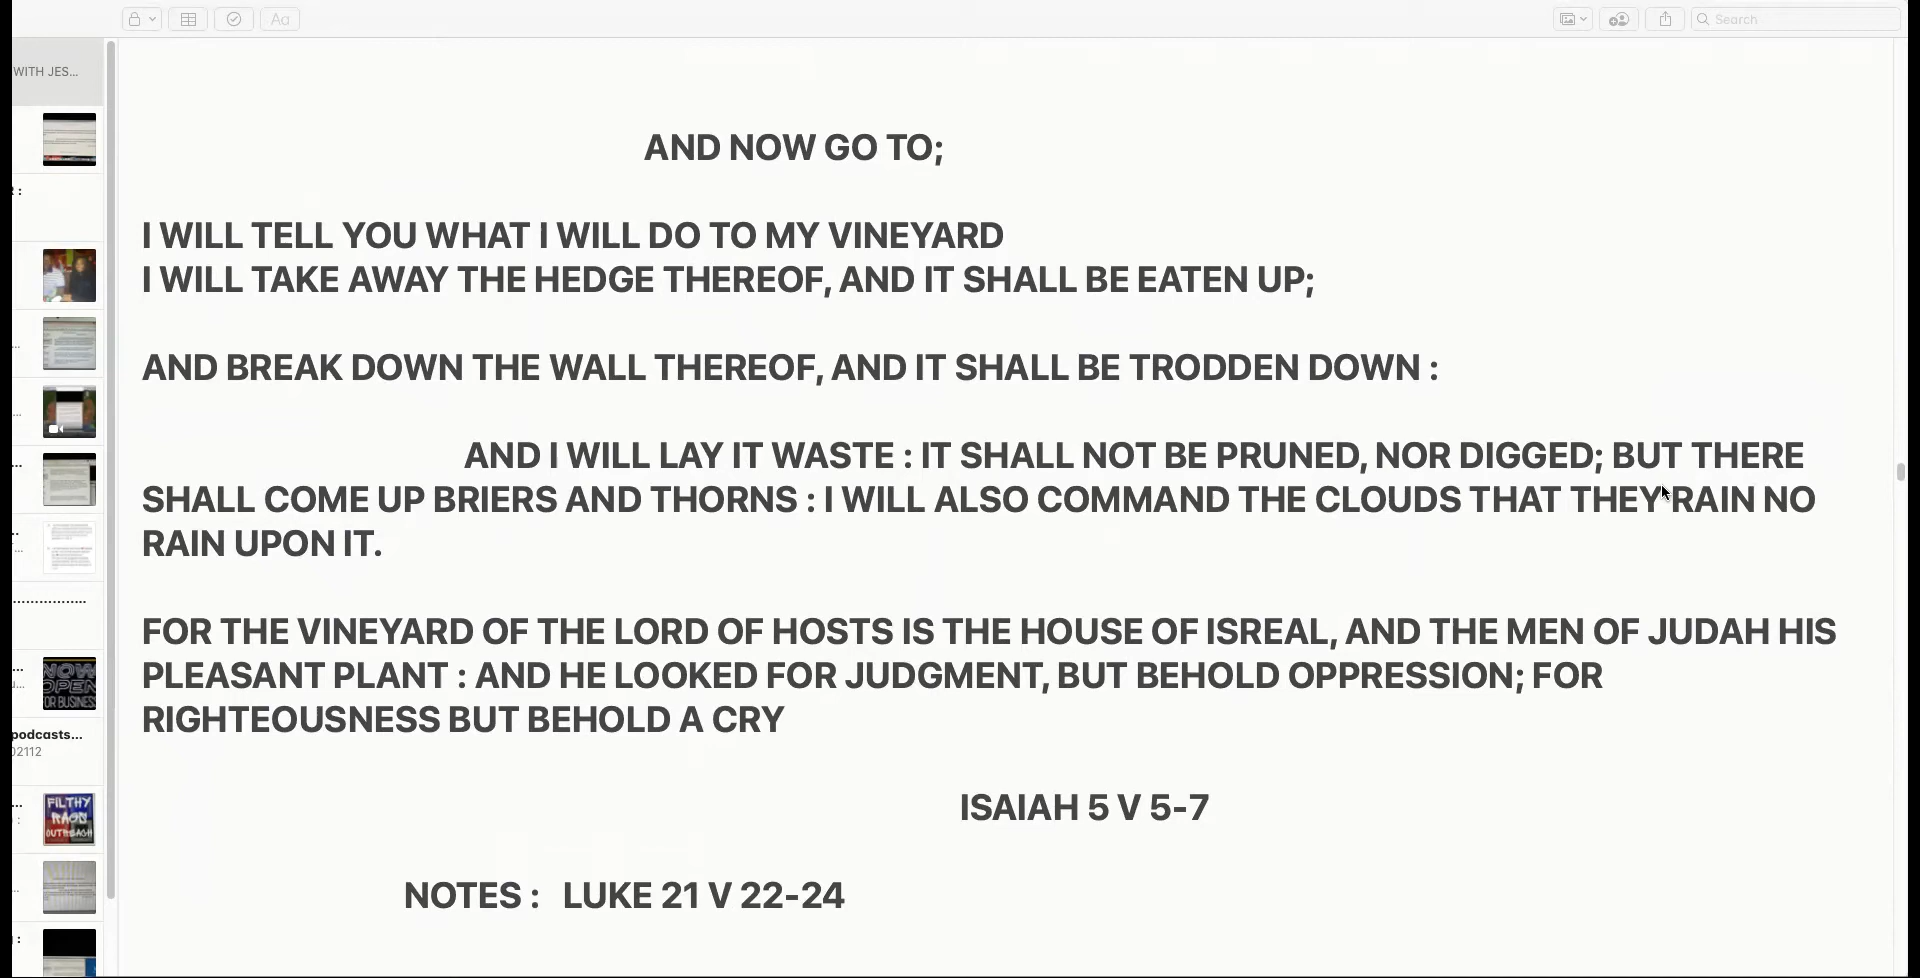 Aa
Search
WITH JES...
AND NOW GO TO;
I WILL TELL YOU WHAT I WILL DO TO MY VINEYARD
I WILL TAKE AWAY THE HEDGE THEREOF, AND IT SHALL BE EATEN UP;
AND BREAK DOWN THE WALL THEREOF, AND IT SHALL BE TRODDEN DOWN :
AND I WILL LAY IT WASTE : IT SHALL NOT BE PRUNED, NOR DIGGED; BUT THERE
SHALL COME UP BRIERS AND THORNS : I WILL ALSO COMMAND THE CLOUDS THAT THEY RAIN NO
RAIN UPON IT.
FOR THE VINEYARD OF THE LORD OF HOSTS IS THE HOUSE OF ISREAL, AND THE MEN OF JUDAH HIS
PLEASANT PLANT : AND HE LOOKED FOR JUDGMENT, BUT BEHOLD OPPRESSION; FOR
RIGHTEOUSNESS BUT BEHOLD A CRY
ISAIAH 5 V 5-7
NOTES : LUKE 21 V 22-24
NOW
OPEN
FOR BUSINESS
podcasts...
02112
FILTHY
RAGS
OUTREACH